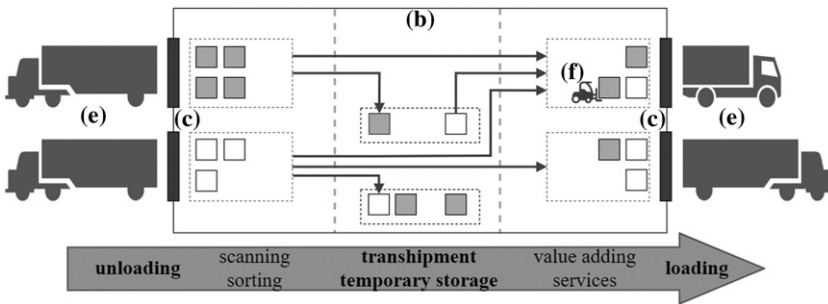 (b)
(f)
(e)
(c)
(c)
(e)
unloading
scanning
sorting
transhipment
temporary storage
value adding
services
loading